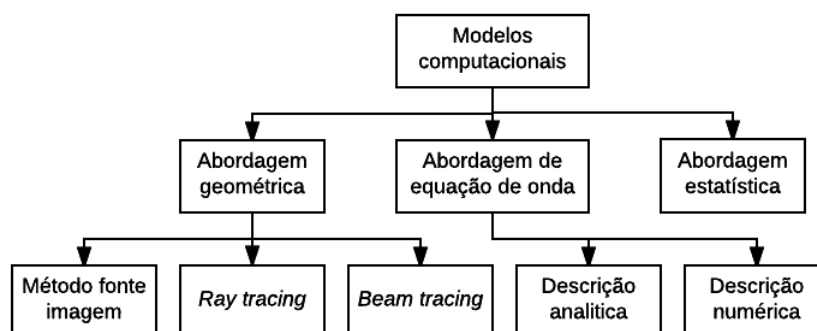 Modelos
computacionais
Abordagem
geométrica
Abordagem de
equação de onda
Abordagem
estatística
Método fonte
imagem
Ray tracing
Beam tracing
Descrição
analitica
Descrição
numérica